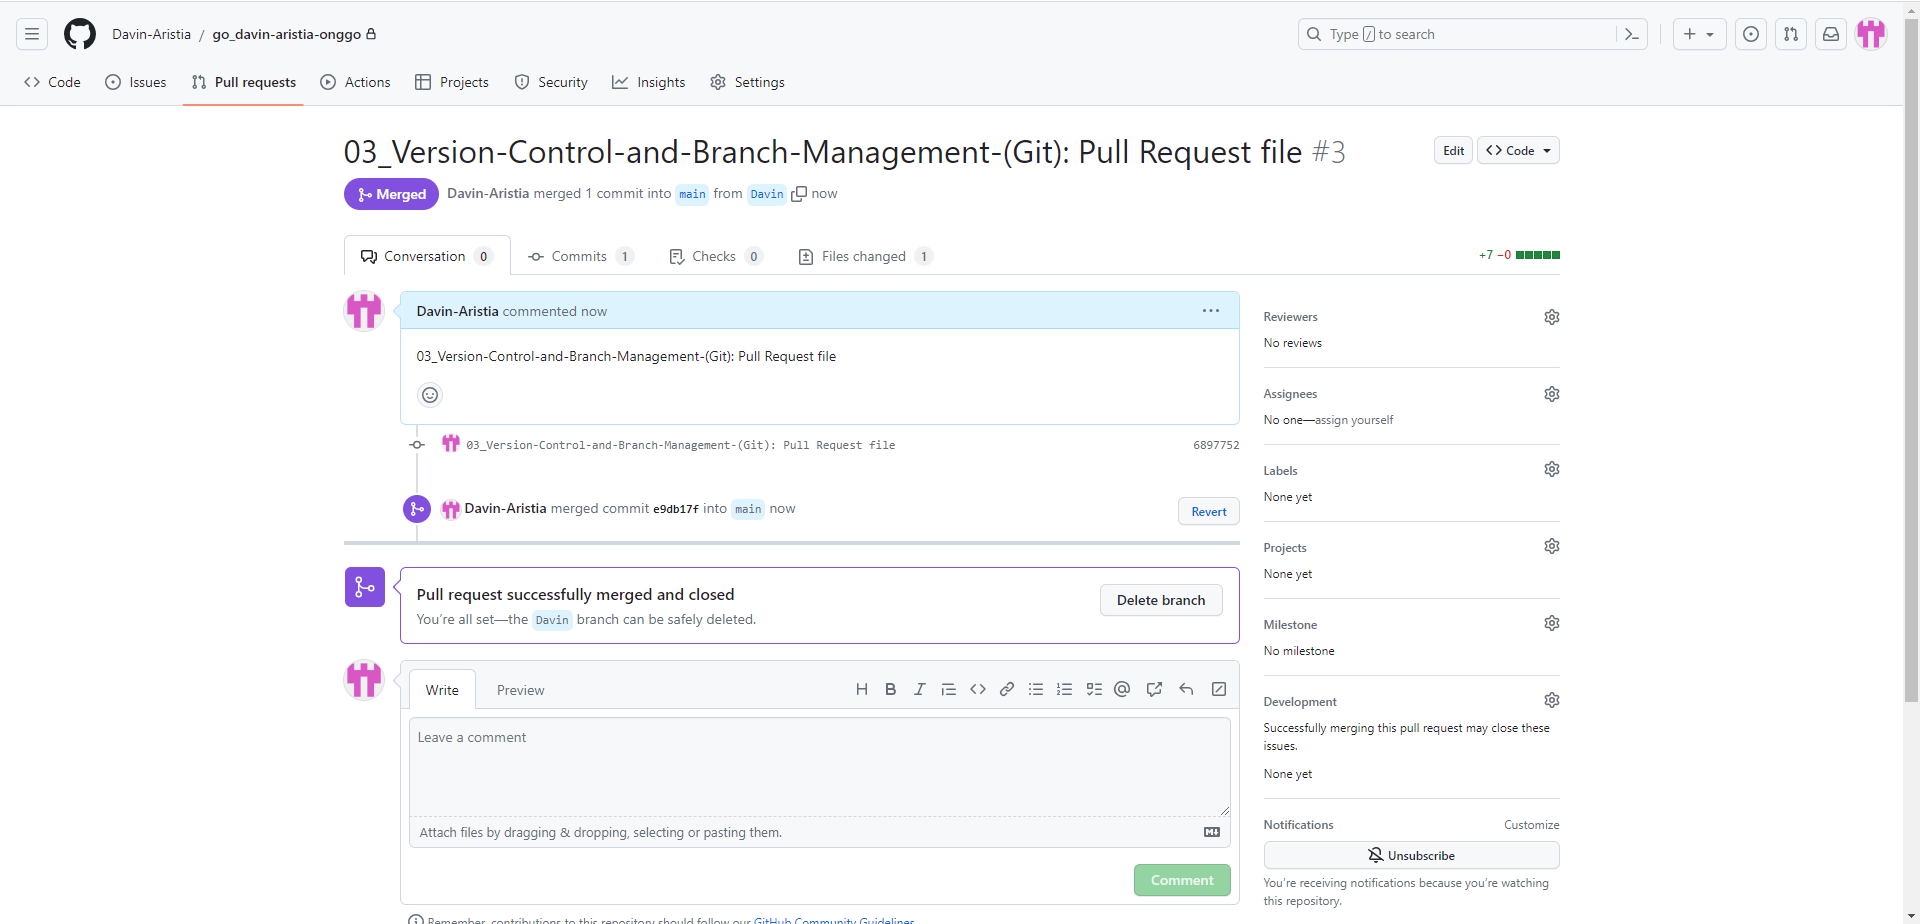 Davin-Aristia / go_davin-aristia-onggo
Type / to search
Code Issues Pull requests Actions Projects Security Insights Settings
03_Version-Control-and-Branch-Management-(Git): Pull Request file #3
Edit
Code
Merged Davin-Aristia merged 1 commit into main from Davin now
Conversation 0 Commits 1 Checks 0 Files changed 1
+7 −0
Davin-Aristia commented now
03_Version-Control-and-Branch-Management-(Git): Pull Request file
03_Version-Control-and-Branch-Management-(Git): Pull Request file 6897752
Davin-Aristia merged commit e9db17f into main now
Revert
Pull request successfully merged and closed
You're all set—the Davin branch can be safely deleted.
Delete branch
Write Preview
Leave a comment
Attach files by dragging & dropping, selecting or pasting them.
Comment
Remember, contributions to this repository should follow our GitHub Community Guidelines.
Reviewers
No reviews
Assignees
No one—assign yourself
Labels
None yet
Projects
None yet
Milestone
No milestone
Development
Successfully merging this pull request may close these
issues.
None yet
Notifications Customize
Unsubscribe
You're receiving notifications because you're watching
this repository.